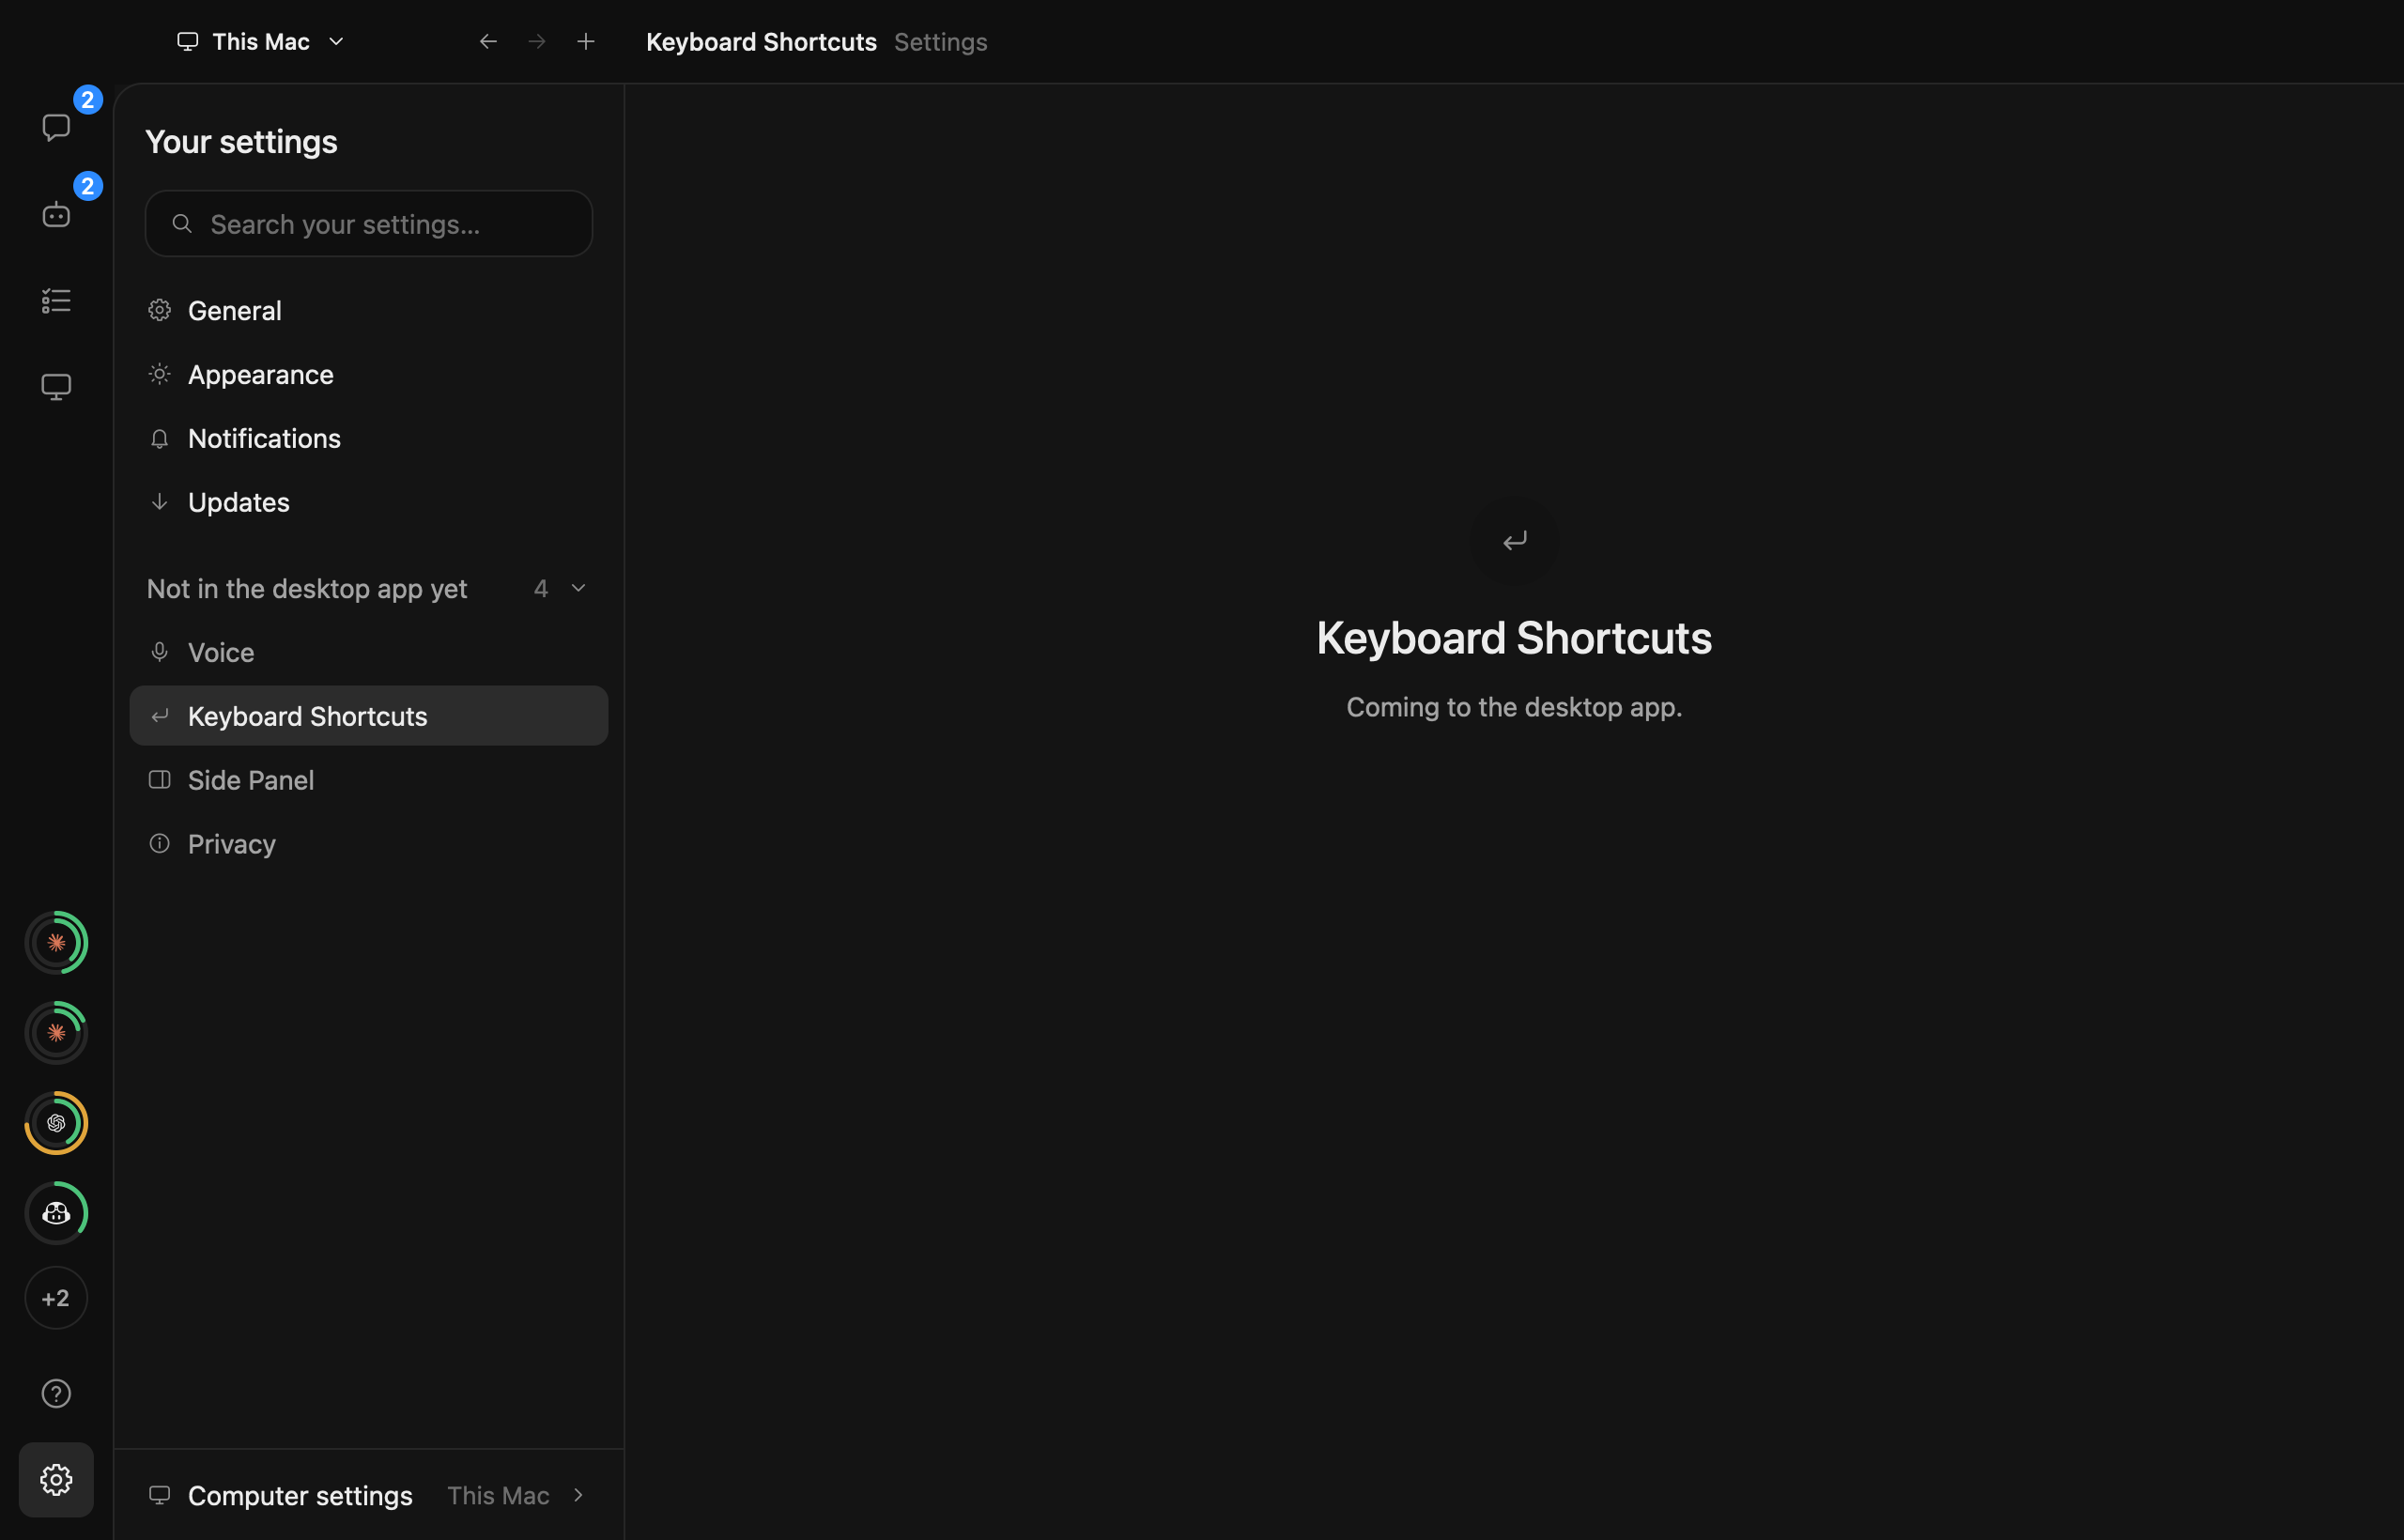 This Mac
Keyboard Shortcuts Settings
2
2
Your settings
Search your settings...
General
Appearance
Notifications
Updates
Not in the desktop app yet 4
Voice
Keyboard Shortcuts
Side Panel
Privacy
Keyboard Shortcuts
Coming to the desktop app.
+2
Computer settings This Mac